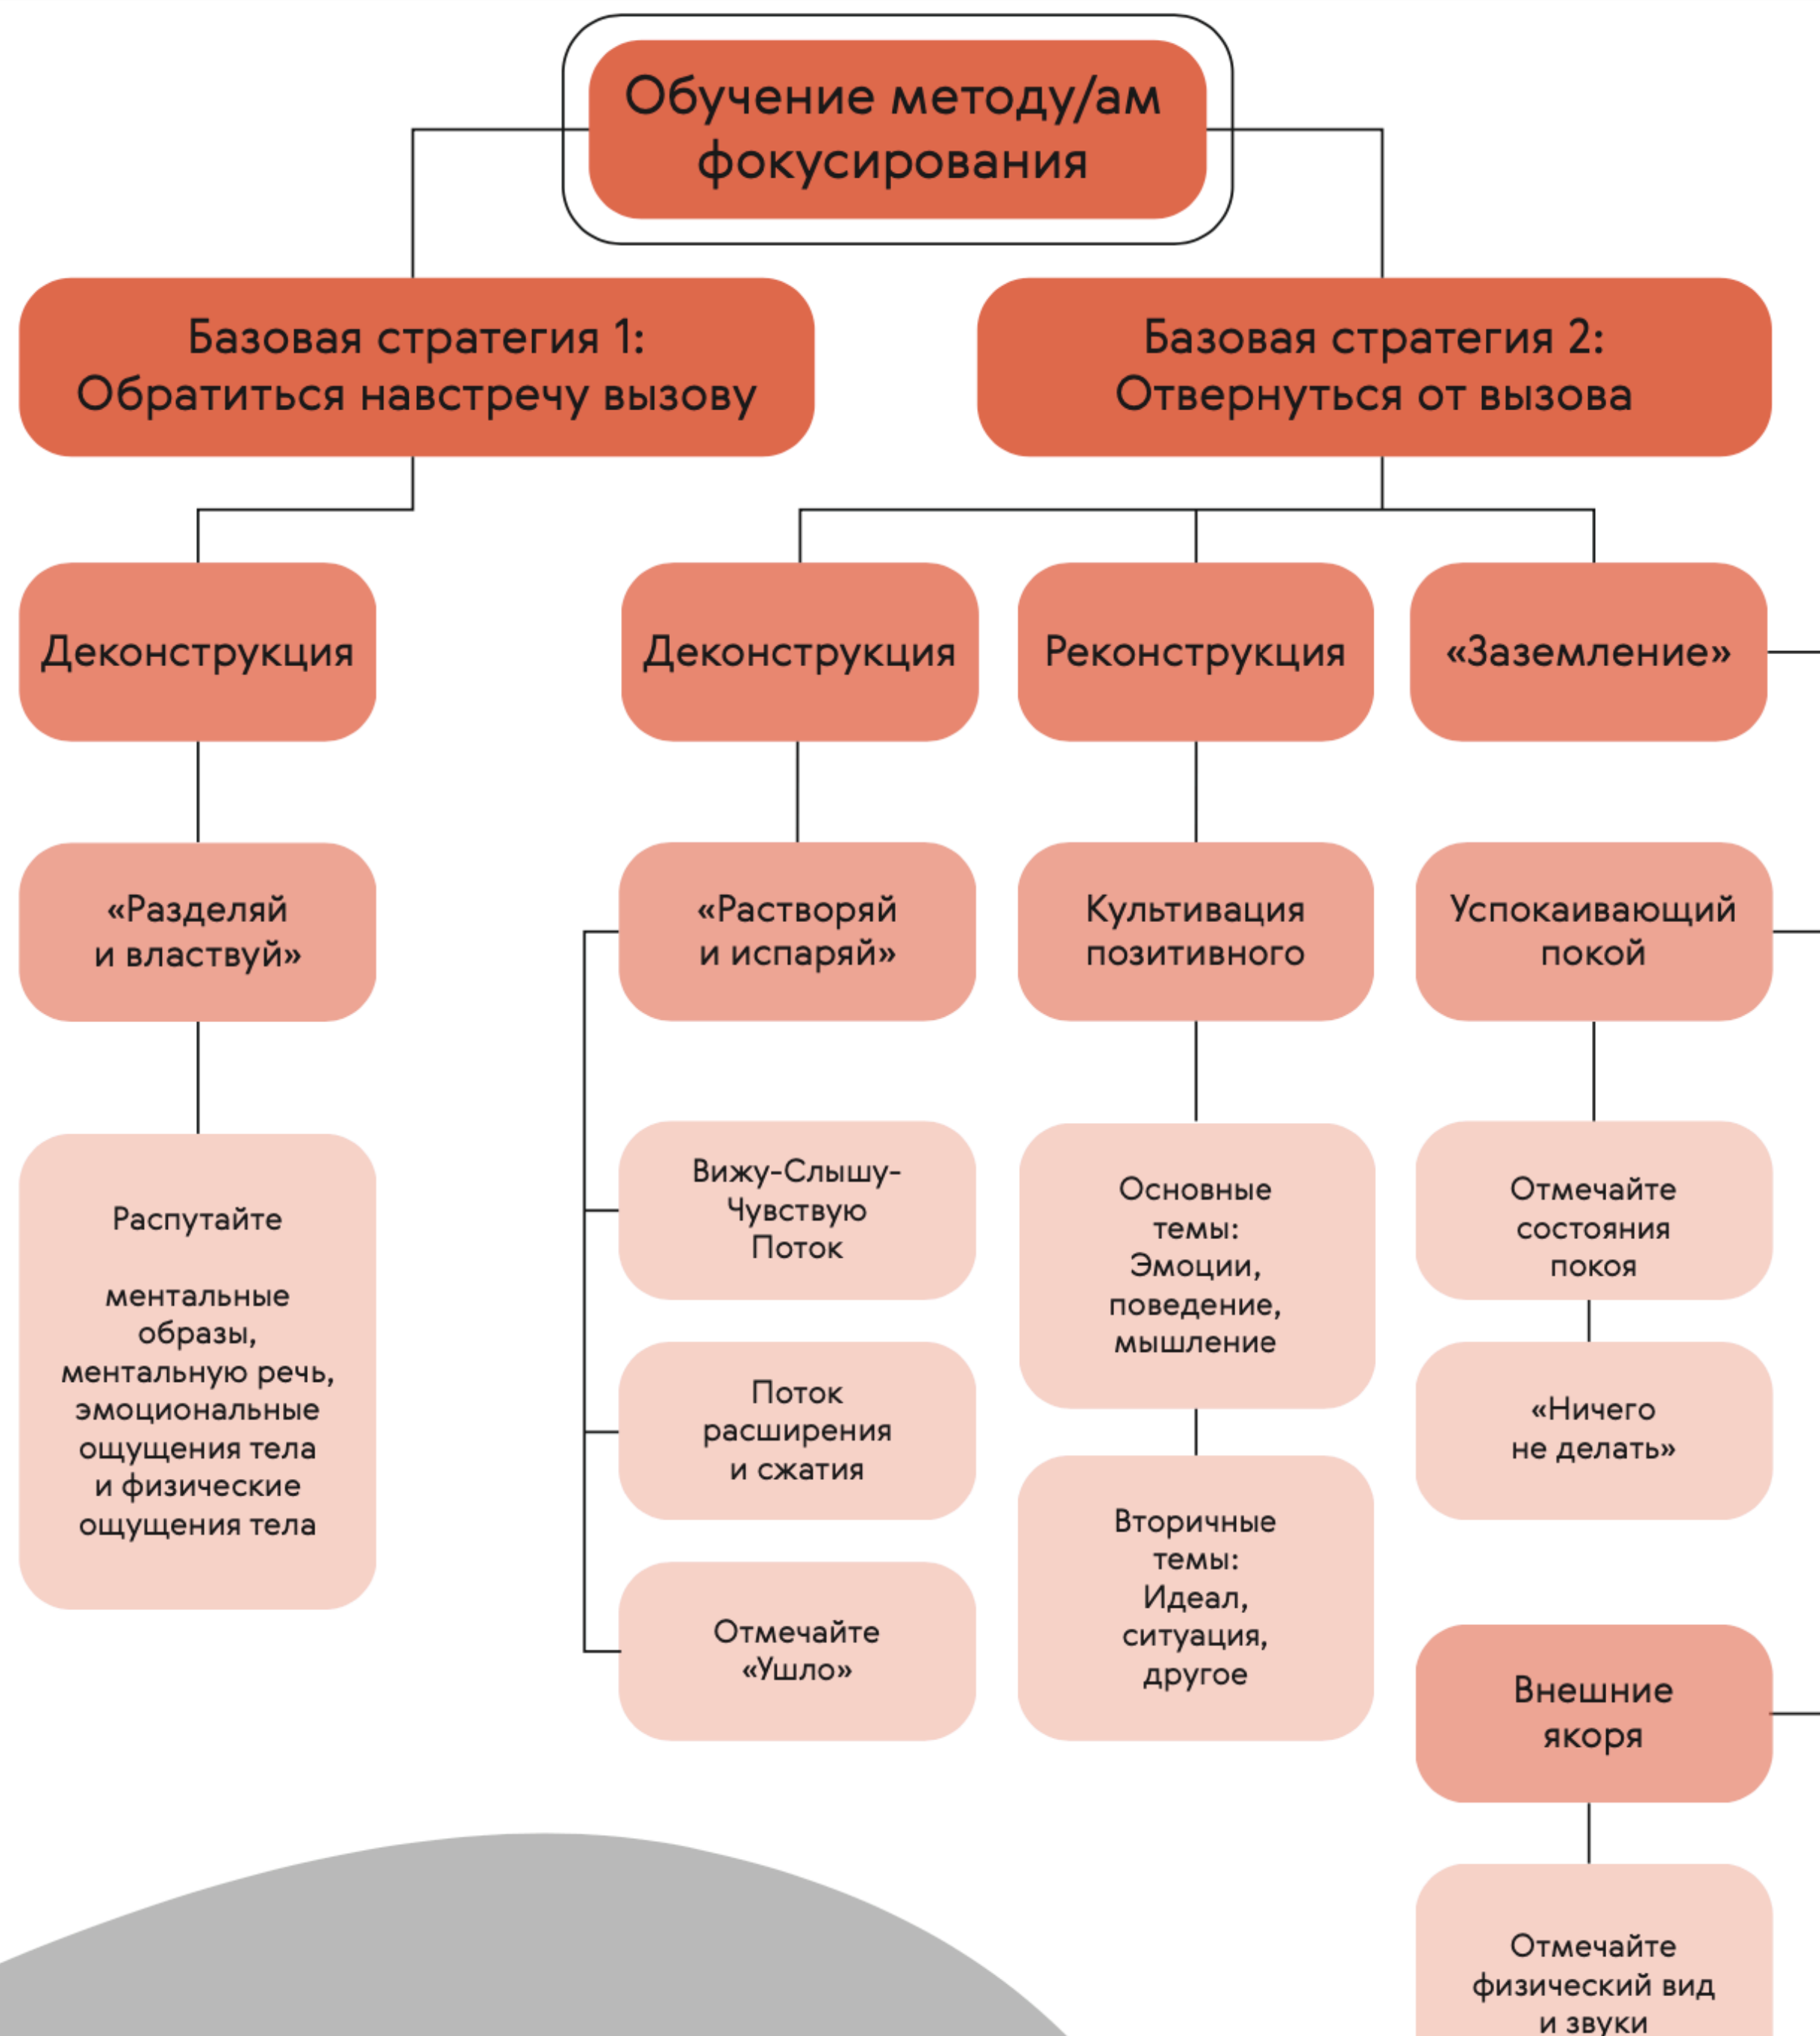 Обучение методу/ам
фокусирования
Базовая стратегия 1:
Обратиться навстречу вызову
Базовая стратегия 2:
Отвернуться от вызова
Деконструкция
Деконструкция
Реконструкция
«Заземление»
«Разделяй
и властвуй»
«Растворяй
и испаряй»
Культивация
позитивного
Успокаивающий
покой
Распутайте
ментальные
образы,
ментальную речь,
эмоциональные
ощущения тела
и физические
ощущения тела
Вижу-Слышу-
Чувствую
Поток
Поток
расширения
и сжатия
Отмечайте
«Ушло»
Основные
темы:
Эмоции,
поведение,
мышление
Вторичные
темы:
Идеал,
ситуация,
другое
Отмечайте
состояния
покоя
«Ничего
не делать»
Внешние
якоря
Отмечайте
физический вид
и звуки